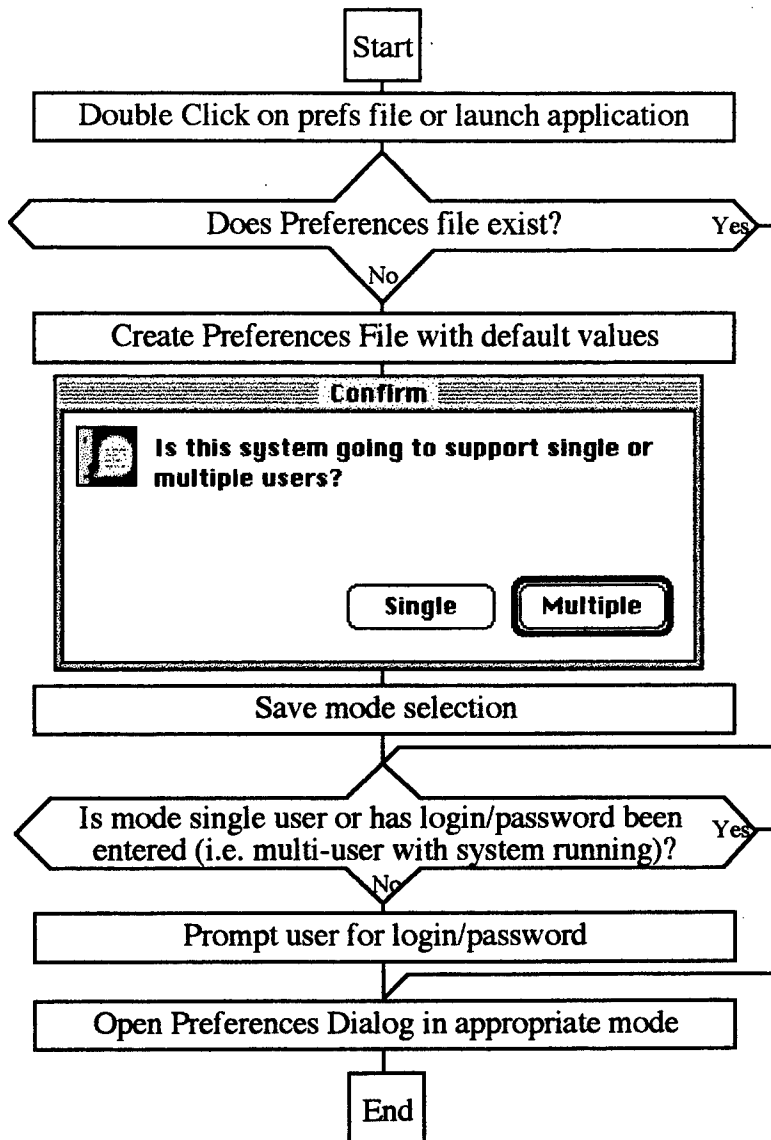 Start
Double Click on prefs file or launch application
Does Preferences file exist?
Yes
No
Create Preferences File with default values
Confirm
Is this system going to support single or
multiple users?
Single
Multiple
Save mode selection
Is mode single user or has login/password been
entered (i.e. multi-user with system running)?
Yes
No
Prompt user for login/password
Open Preferences Dialog in appropriate mode
End